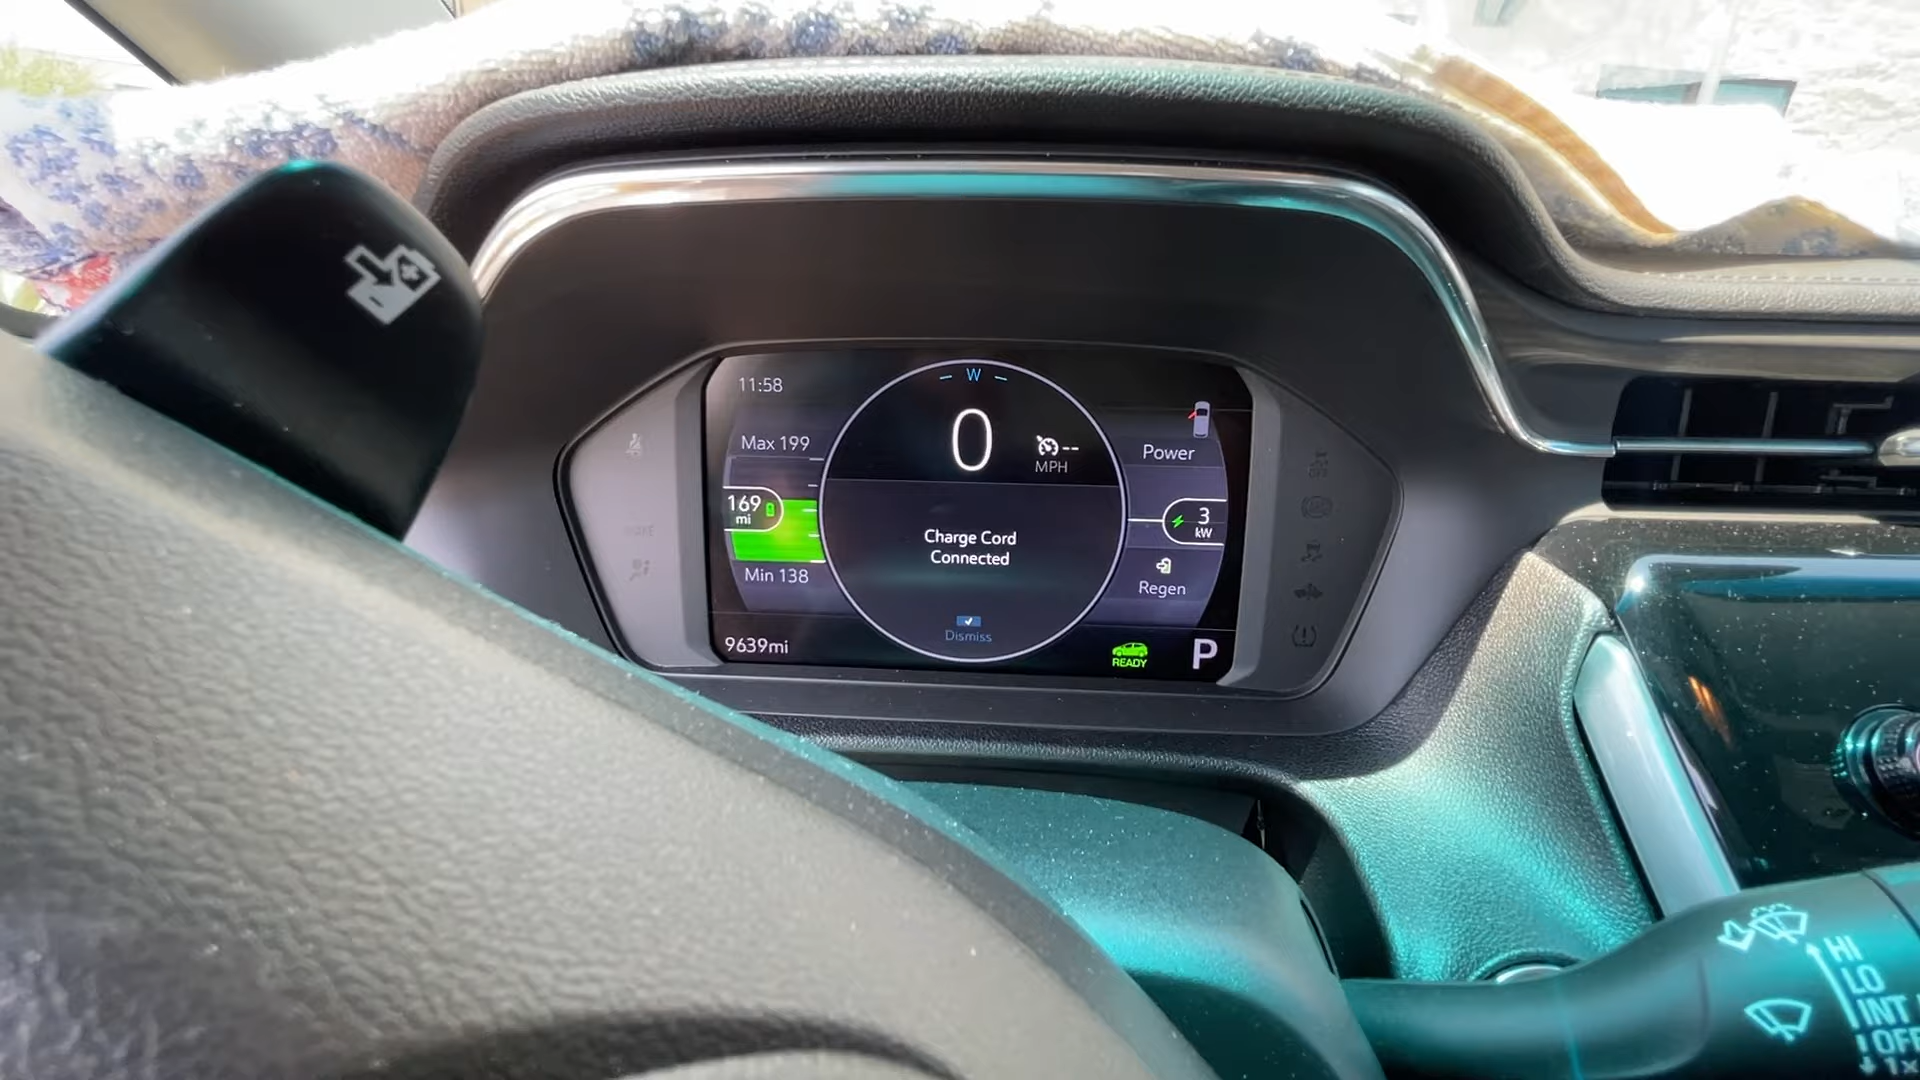 11:58
W
Max 199
0
--
MPH
Power
169
mi
3
kW
Charge Cord
Connected
Min 138
Regen
Dismiss
9639mi
READY
P
HI
LO
INT
OFF
1x